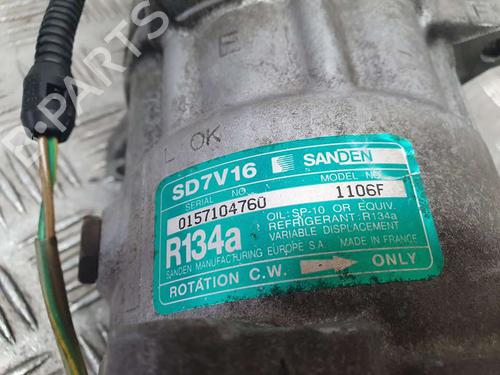 B-PARTS
E
L OK
SD7V16 SANDEN
SERIAL NO. MODEL NO.
0157104760 1106F
R134a
OIL:SP-10 OR EQUIV.
REFRIGERANT:R134a
VARIABLE DISPLACEMENT
SANDEN MANUFACTURING EUROPE S.A. MADE IN FRANCE
ROTATION C.W. ONLY